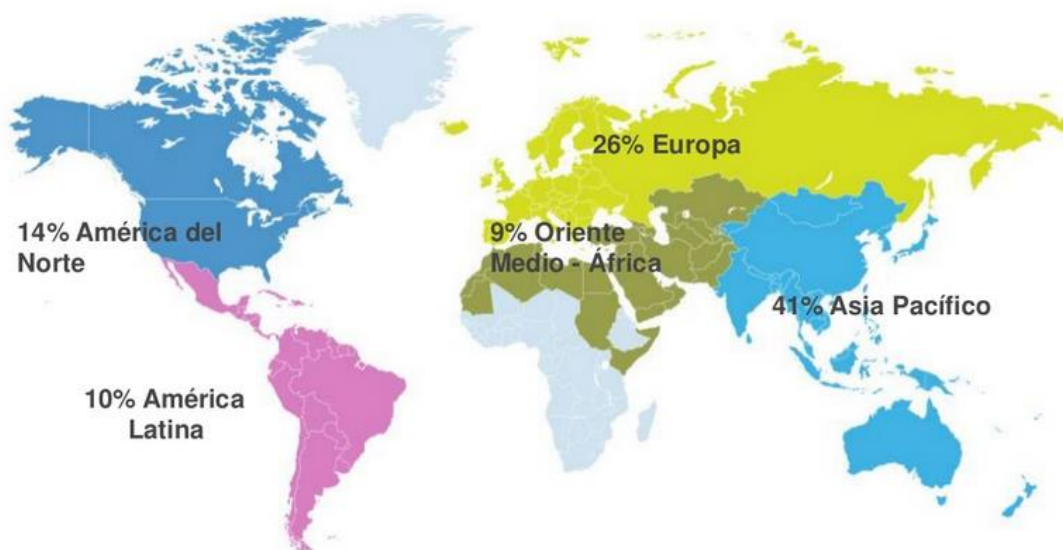 26% Europa
14% América del
Norte
9% Oriente
Medio - África
41% Asia Pacífico
10% América
Latina